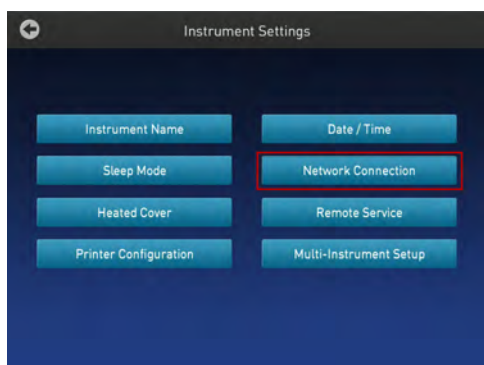 Instrument Settings
Instrument Name
Date / Time
Sleep Mode
Network Connection
Heated Cover
Remote Service
Printer Configuration
Multi-Instrument Setup